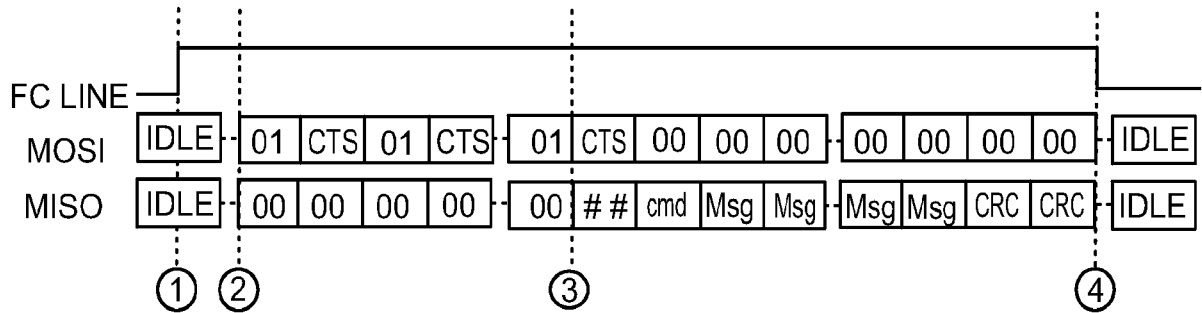 FC LINE
MOSI IDLE 01 CTS 01 CTS 01 CTS 00 00 00 00 00 00 00 IDLE
MISO IDLE 00 00 00 00 00 ## cmd Msg Msg Msg Msg CRC CRC IDLE
1 2 3 4